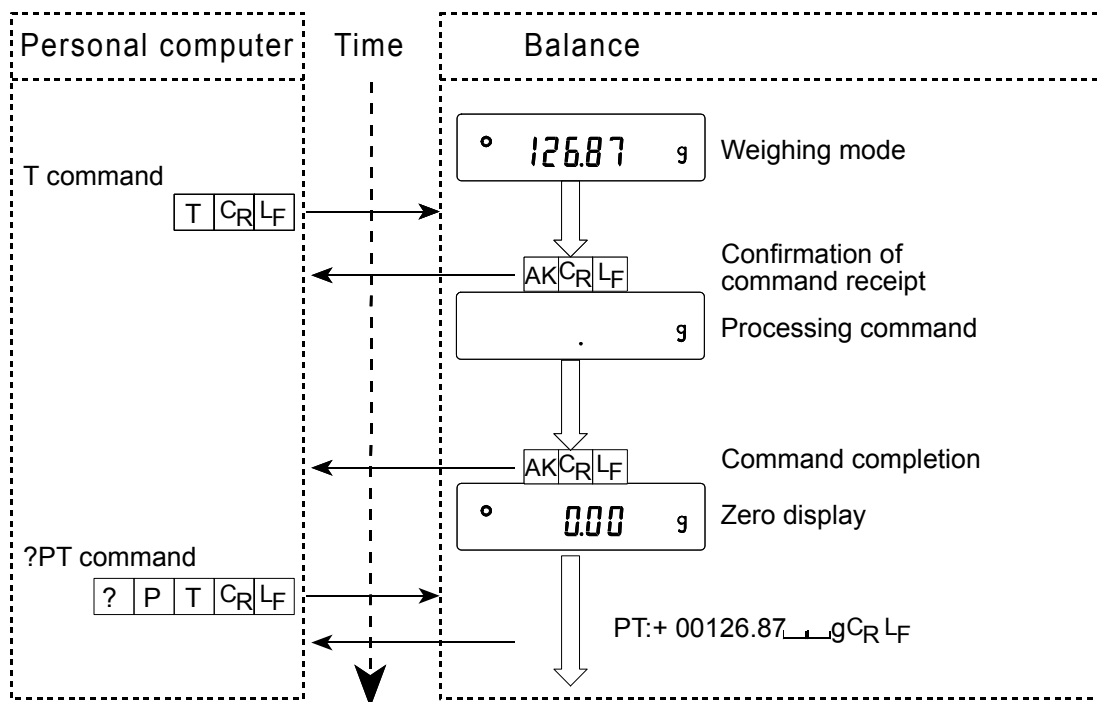 Personal computer Time Balance
126.87 g Weighing mode
T command
T CR LF
AK CR LF Confirmation of
command receipt
. g Processing command
AK CR LF Command completion
0.00 g Zero display
?PT command
? P T CR LF
PT:+ 00126.87␣␣gCR LF